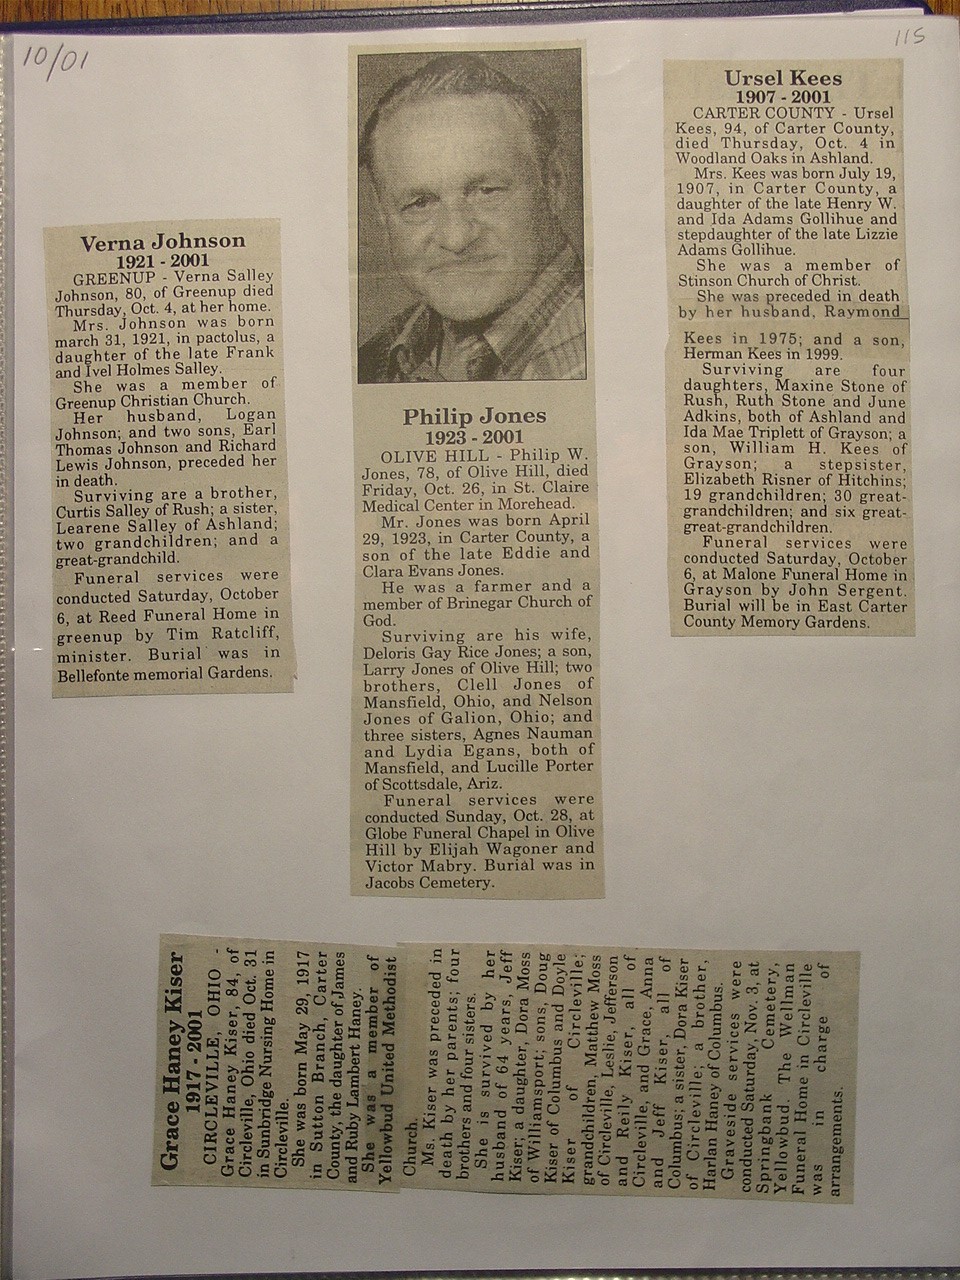 10/01
115
Verna Johnson
1921 - 2001
GREENUP - Verna Salley
Johnson, 80, of Greenup died
Thursday, Oct. 4, at her home.
Mrs. Johnson was born
march 31, 1921, in pactolus, a
daughter of the late Frank
and Ivel Holmes Salley.
She was a member of
Greenup Christian Church.
Her husband, Logan
Johnson; and two sons, Earl
Thomas Johnson and Richard
Lewis Johnson, preceded her
in death.
Surviving are a brother,
Curtis Salley of Rush; a sister,
Learene Salley of Ashland;
two grandchildren; and a
great-grandchild.
Funeral services were
conducted Saturday, October
6, at Reed Funeral Home in
greenup by Tim Ratcliff,
minister. Burial was in
Bellefonte memorial Gardens.
Philip Jones
1923 - 2001
OLIVE HILL - Philip W.
Jones, 78, of Olive Hill, died
Friday, Oct. 26, in St. Claire
Medical Center in Morehead.
Mr. Jones was born April
29, 1923, in Carter County, a
son of the late Eddie and
Clara Evans Jones.
He was a farmer and a
member of Brinegar Church of
God.
Surviving are his wife,
Deloris Gay Rice Jones; a son,
Larry Jones of Olive Hill; two
brothers, Clell Jones of
Mansfield, Ohio, and Nelson
Jones of Galion, Ohio; and
three sisters, Agnes Nauman
and Lydia Egans, both of
Mansfield, and Lucille Porter
of Scottsdale, Ariz.
Funeral services were
conducted Sunday, Oct. 28, at
Globe Funeral Chapel in Olive
Hill by Elijah Wagoner and
Victor Mabry. Burial was in
Jacobs Cemetery.
Ursel Kees
1907 - 2001
CARTER COUNTY - Ursel
Kees, 94, of Carter County,
died Thursday, Oct. 4 in
Woodland Oaks in Ashland.
Mrs. Kees was born July 19,
1907, in Carter County, a
daughter of the late Henry W.
and Ida Adams Gollihue and
stepdaughter of the late Lizzie
Adams Gollihue.
She was a member of
Stinson Church of Christ.
She was preceded in death
by her husband, Raymond
Kees in 1975; and a son,
Herman Kees in 1999.
Surviving are four
daughters, Maxine Stone of
Rush, Ruth Stone and June
Adkins, both of Ashland and
Ida Mae Triplett of Grayson; a
son, William H. Kees of
Grayson; a stepsister,
Elizabeth Risner of Hitchins;
19 grandchildren; 30 great-
grandchildren; and six great-
great-grandchildren.
Funeral services were
conducted Saturday, October
6, at Malone Funeral Home in
Grayson by John Sergent.
Burial will be in East Carter
County Memory Gardens.
Grace Haney Kiser
1917 - 2001
CIRCLEVILLE, OHIO -
Grace Haney Kiser, 84, of
Circleville, Ohio died Oct. 31
in Sunbridge Nursing Home in
Circleville.
She was born May 29, 1917
in Sutton Branch, Carter
County, the daughter of James
and Ruby Lambert Haney.
She was a member of
Yellowbud United Methodist
Church.
Ms. Kiser was preceded in
death by her parents; four
brothers and four sisters.
She is survived by her
husband of 64 years, Jeff
Kiser; a daughter, Dora Moss
of Williamsport; sons, Doug
Kiser of Columbus and Doyle
Kiser of Circleville;
grandchildren, Matthew Moss
of Circleville, Leslie, Jefferson
and Reily Kiser, all of
Circleville, and Grace, Anna
and Jeff Kiser, all of
Columbus; a sister, Dora Kiser
of Circleville; a brother,
Harlan Haney of Columbus.
Graveside services were
conducted Saturday, Nov. 3, at
Springbank Cemetery,
Yellowbud. The Wellman
Funeral Home in Circleville
was in charge of
arrangements.